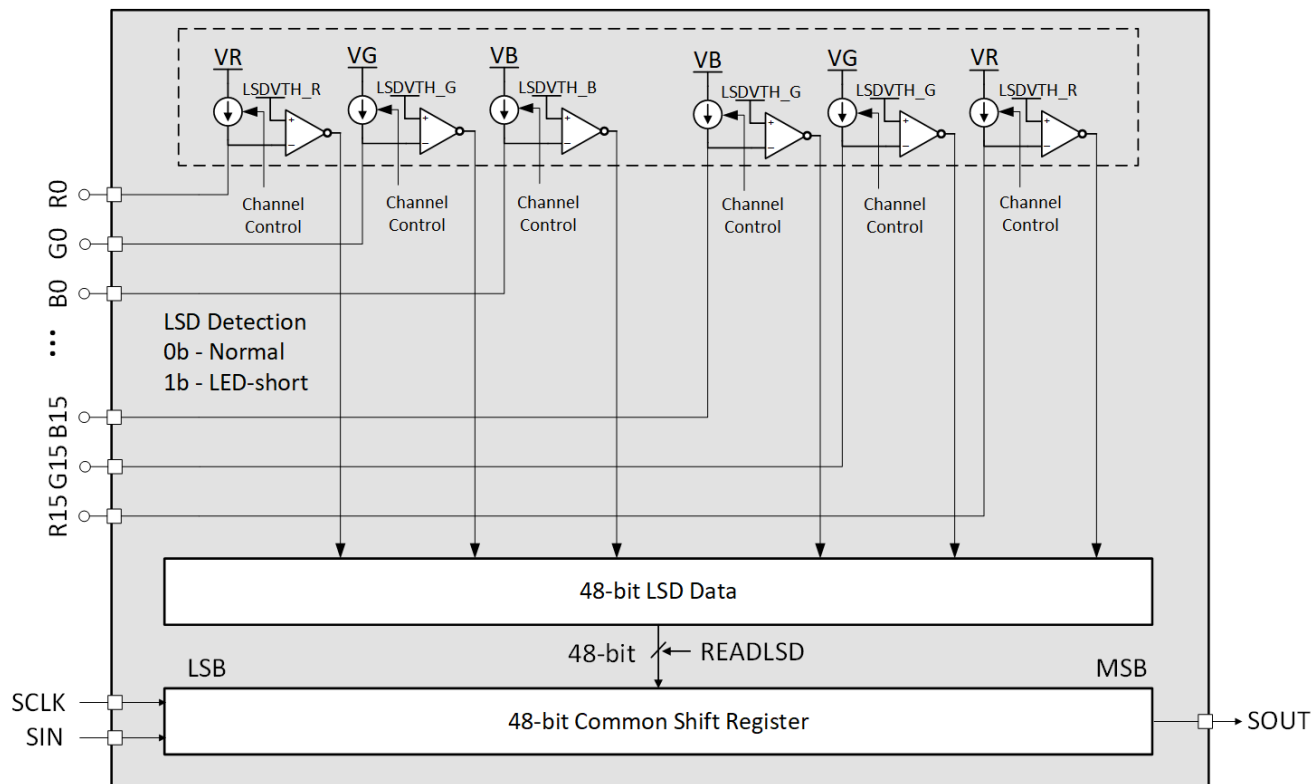 VR
VG
VB
VB
VG
VR
LSDVTH_R
LSDVTH_G
LSDVTH_B
LSDVTH_G
LSDVTH_G
LSDVTH_R
+
+
+
+
+
+
−
−
−
−
−
−
Channel
Control
Channel
Control
Channel
Control
Channel
Control
Channel
Control
Channel
Control
R0
G0
B0
...
B15
G15
R15
LSD Detection
0b - Normal
1b - LED-short
48-bit LSD Data
48-bit
READLSD
LSB
MSB
SCLK
SIN
48-bit Common Shift Register
SOUT